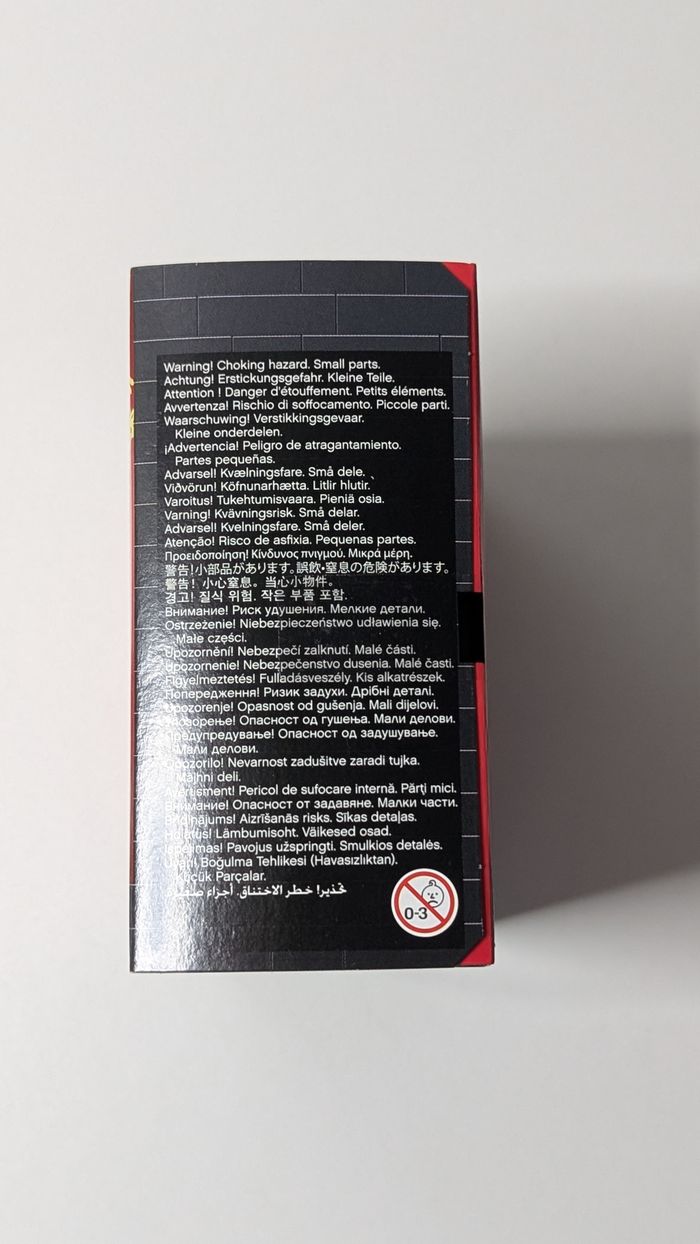 Warning! Choking hazard. Small parts.
Achtung! Erstickungsgefahr. Kleine Teile.
Attention ! Danger d'étouffement. Petits éléments.
Avvertenza! Rischio di soffocamento. Piccole parti.
Waarschuwing! Verstikkingsgevaar.
Kleine onderdelen.
¡Advertencia! Peligro de atragantamiento.
Partes pequeñas.
Advarsel! Kvælningsfare. Små dele.
Viðvörun! Köfnunarhætta. Litlir hlutir.
Varoitus! Tukehtumisvaara. Pieniä osia.
Varning! Kvävningsrisk. Små delar.
Advarsel! Kvelningsfare. Små deler.
Atenção! Risco de asfixia. Pequenas partes.
Προειδοποίηση! Κίνδυνος πνιγμού. Μικρά μέρη.
警告!小部品があります。誤飲•窒息の危険があります。
警告! 小心窒息。当心小物件。
경고! 질식 위험. 작은 부품 포함.
Внимание! Риск удушения. Мелкие детали.
Ostrzeżenie! Niebezpieczeństwo udławienia się.
Małe części.
Upozornění! Nebezpečí zalknutí. Malé části.
Upozornenie! Nebezpečenstvo dusenia. Malé časti.
Figyelmeztetés! Fulladásveszély. Kis alkatrészek.
Попередження! Ризик задухи. Дрібні деталі.
Upozorenje! Opasnost od gušenja. Mali dijelovi.
Опасност од гушења. Мали делови.
Предупредување! Опасност од задушување.
Мали делови.
Opozorilo! Nevarnost zadušitve zaradi tujka.
Majhni deli.
Avertisment! Pericol de sufocare internă. Părţi mici.
Внимание! Опасност от задавяне. Малки части.
Brīdinājums! Aizrīšanās risks. Sīkas detaļas.
Hoiatus! Lämbumisoht. Väikesed osad.
Įspėjimas! Pavojus užspringti. Smulkios detalės.
Uyarı! Boğulma Tehlikesi (Havasızlıktan).
Küçük Parçalar.
تحذير! خطر الاختناق. أجزاء صغيرة
0-3